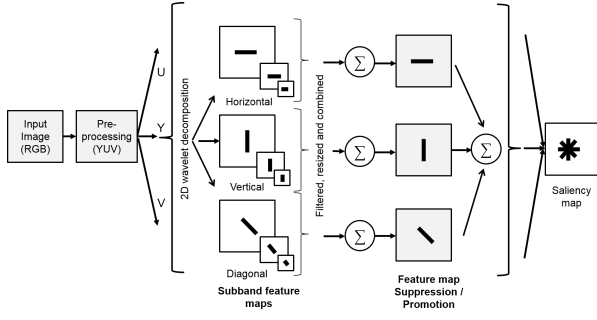 Input
Image
(RGB)
Pre-
processing
(YUV)
U
Y
V
2D wavelet decomposition
Horizontal
Vertical
Diagonal
Subband feature
maps
Filtered, resized and combined
∑
∑
∑
∑
Feature map
Suppression /
Promotion
Saliency
map